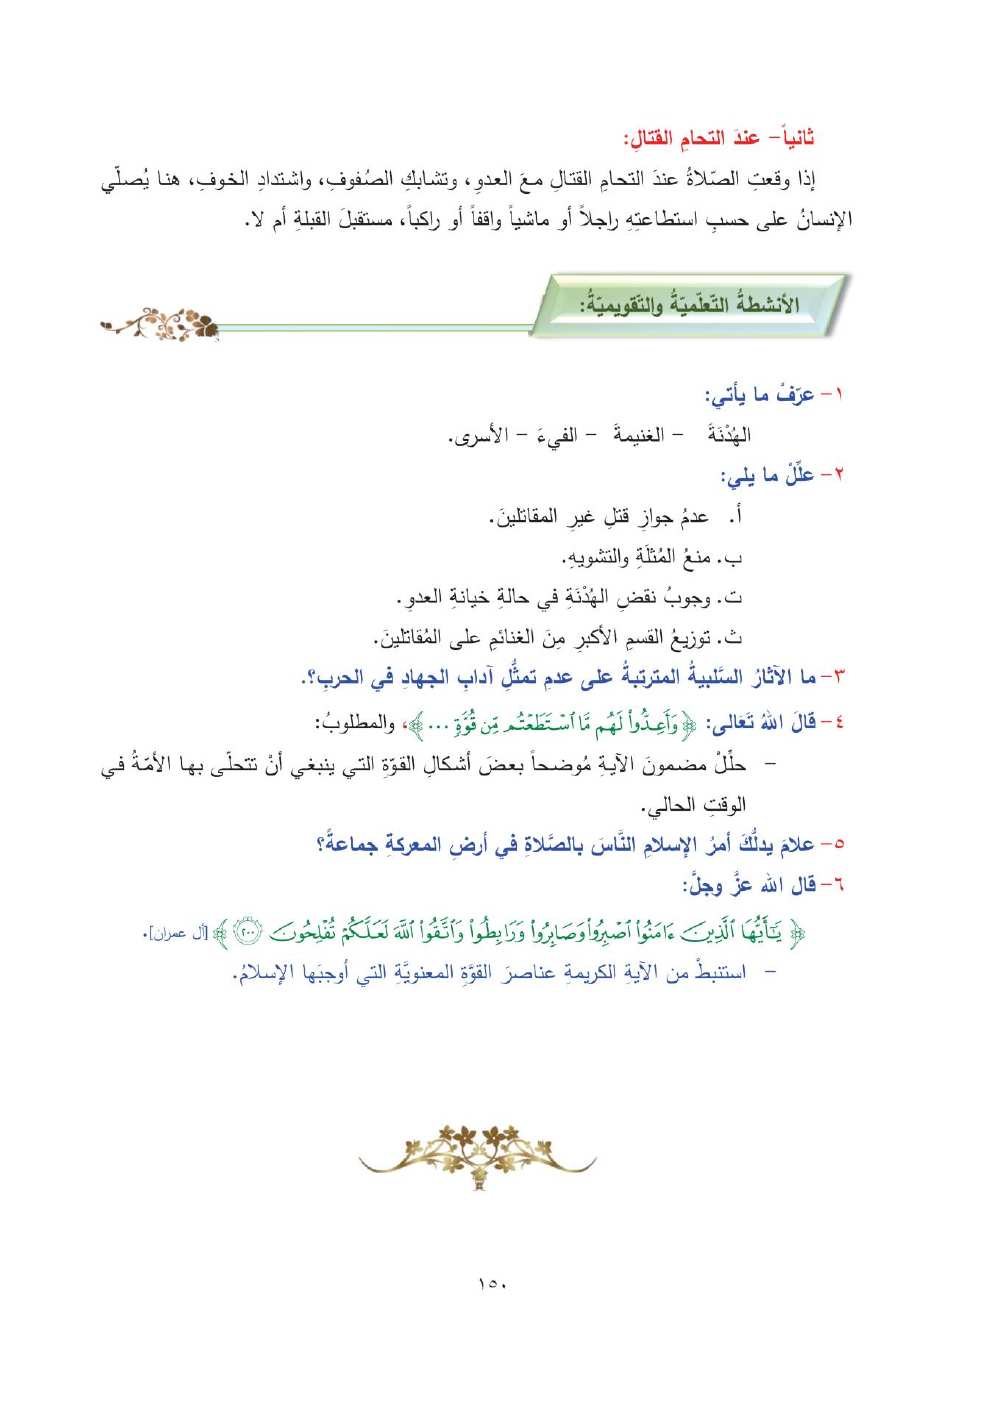 ثانياً- عندَ التحامِ القتالِ:
إذا وقعتِ الصّلاةُ عندَ التحامِ القتالِ معَ العدوِ، وتشابكِ الصُفوفِ، واشتدادِ الخوفِ، هنا يُصلّي
الإنسانُ على حسبِ استطاعتِهِ راجلاً أو ماشياً واقفاً أو راكباً، مستقبلَ القبلةِ أم لا.
الأنشطةُ التّعلّميّةُ والتّقويميّةُ:
١- عرّفْ ما يأتي:
الهُدْنَةَ - الغنيمةَ - الفيءَ - الأسرى.
٢- علّلْ ما يلي:
أ. عدمُ جوازِ قتلِ غيرِ المقاتلينَ.
ب. منعُ المُثلَةِ والتشويهِ.
ت. وجوبُ نقضِ الهُدْنَةِ في حالةِ خيانةِ العدوِ.
ث. توزيعُ القسمِ الأكبرِ مِنَ الغنائمِ على المُقاتلينَ.
٣- ما الآثارُ السَّلبيةُ المترتبةُ على عدمِ تمثُّلِ آدابِ الجهادِ في الحربِ؟.
٤- قالَ اللهُ تَعالى: ﴿وَأَعِدُّواْ لَهُم مَّا ٱسْتَطَعْتُم مِّن قُوَّةٍ ...﴾، والمطلوبُ:
- حلِّلْ مضمونَ الآيةِ مُوضحاً بعضَ أشكالِ القوّةِ التي ينبغي أنْ تتحلّى بها الأمّةُ في
الوقتِ الحالي.
٥- علامَ يدلُّكَ أمرُ الإسلامِ النَّاسَ بالصَّلاةِ في أرضِ المعركةِ جماعةً؟
٦- قال الله عزَّ وجلَّ:
﴿يَٰٓأَيُّهَا ٱلَّذِينَ ءَامَنُواْ ٱصْبِرُواْ وَصَابِرُواْ وَرَابِطُواْ وَٱتَّقُواْ ٱللَّهَ لَعَلَّكُمْ تُفْلِحُونَ ٢٠٠﴾ [آل عمران].
- استنبطْ من الآيةِ الكريمةِ عناصرَ القوَّةِ المعنويَّةِ التي أوجبَها الإسلامُ.
١٥٠